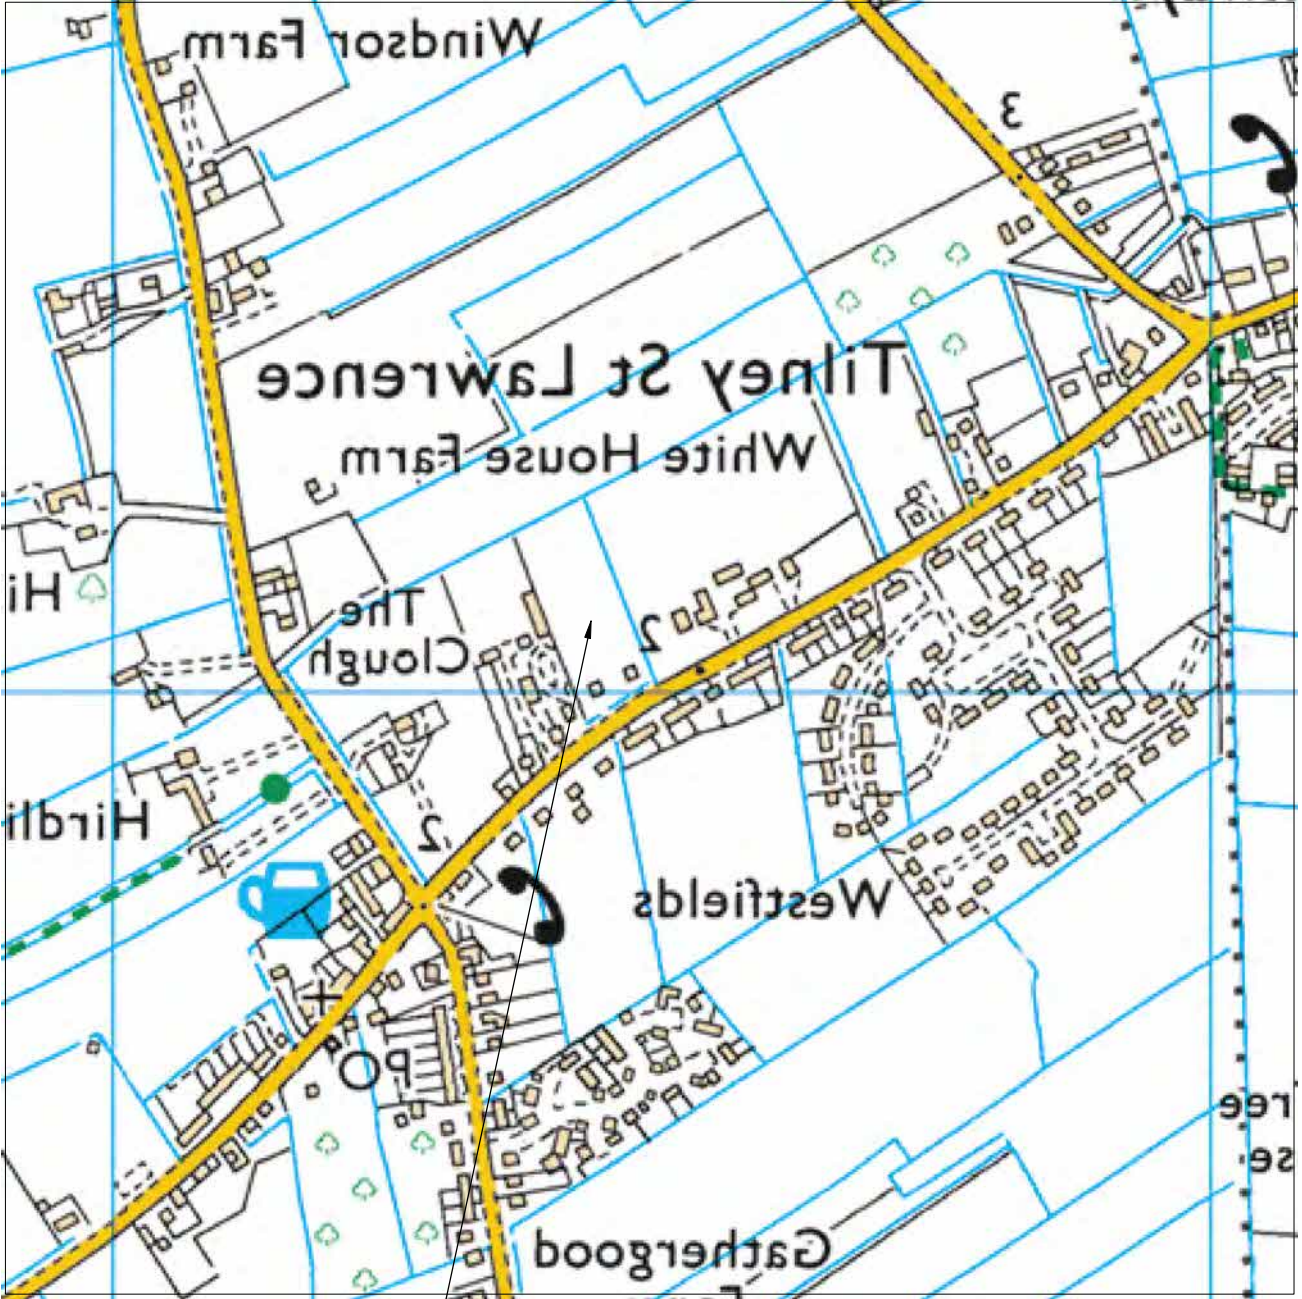 Windsor Farm
3
Tilney St Lawrence
White House Farm
Hi
The
Clough
2
Hirdli
2
Westfields
PO
ree
se
Gathergood